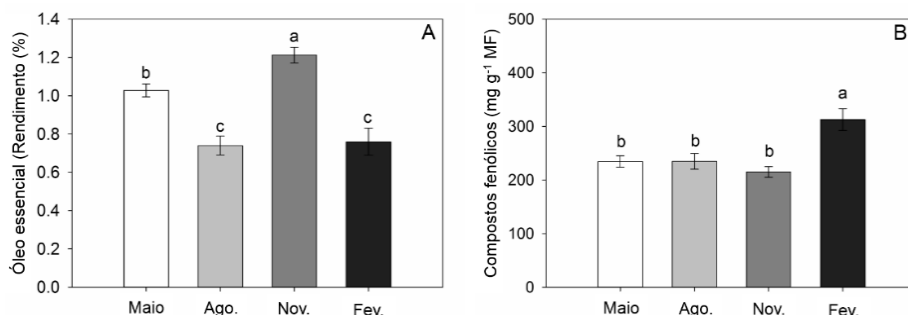 A
Óleo essencial (Rendimento (%)
1.4
1.2
1.0
0.8
0.6
0.4
0.2
0.0
b
c
a
c
Maio Ago. Nov. Fev.
B
Compostos fenólicos (mg g⁻¹ MF)
500
400
300
200
100
0
b
b
b
a
Maio Ago. Nov. Fev.